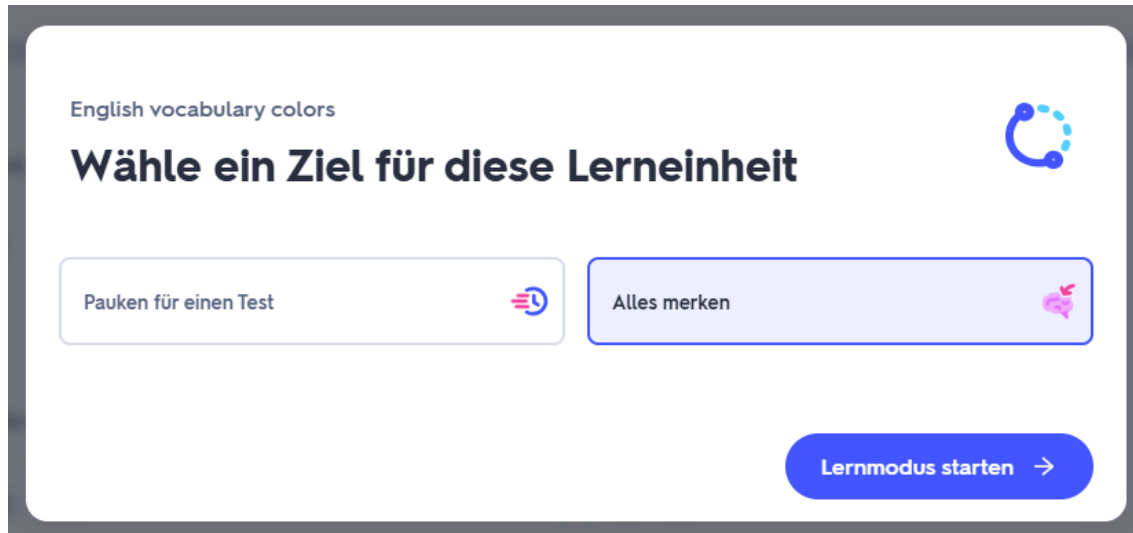 English vocabulary colors
Wähle ein Ziel für diese Lerneinheit
Pauken für einen Test
Alles merken
Lernmodus starten →